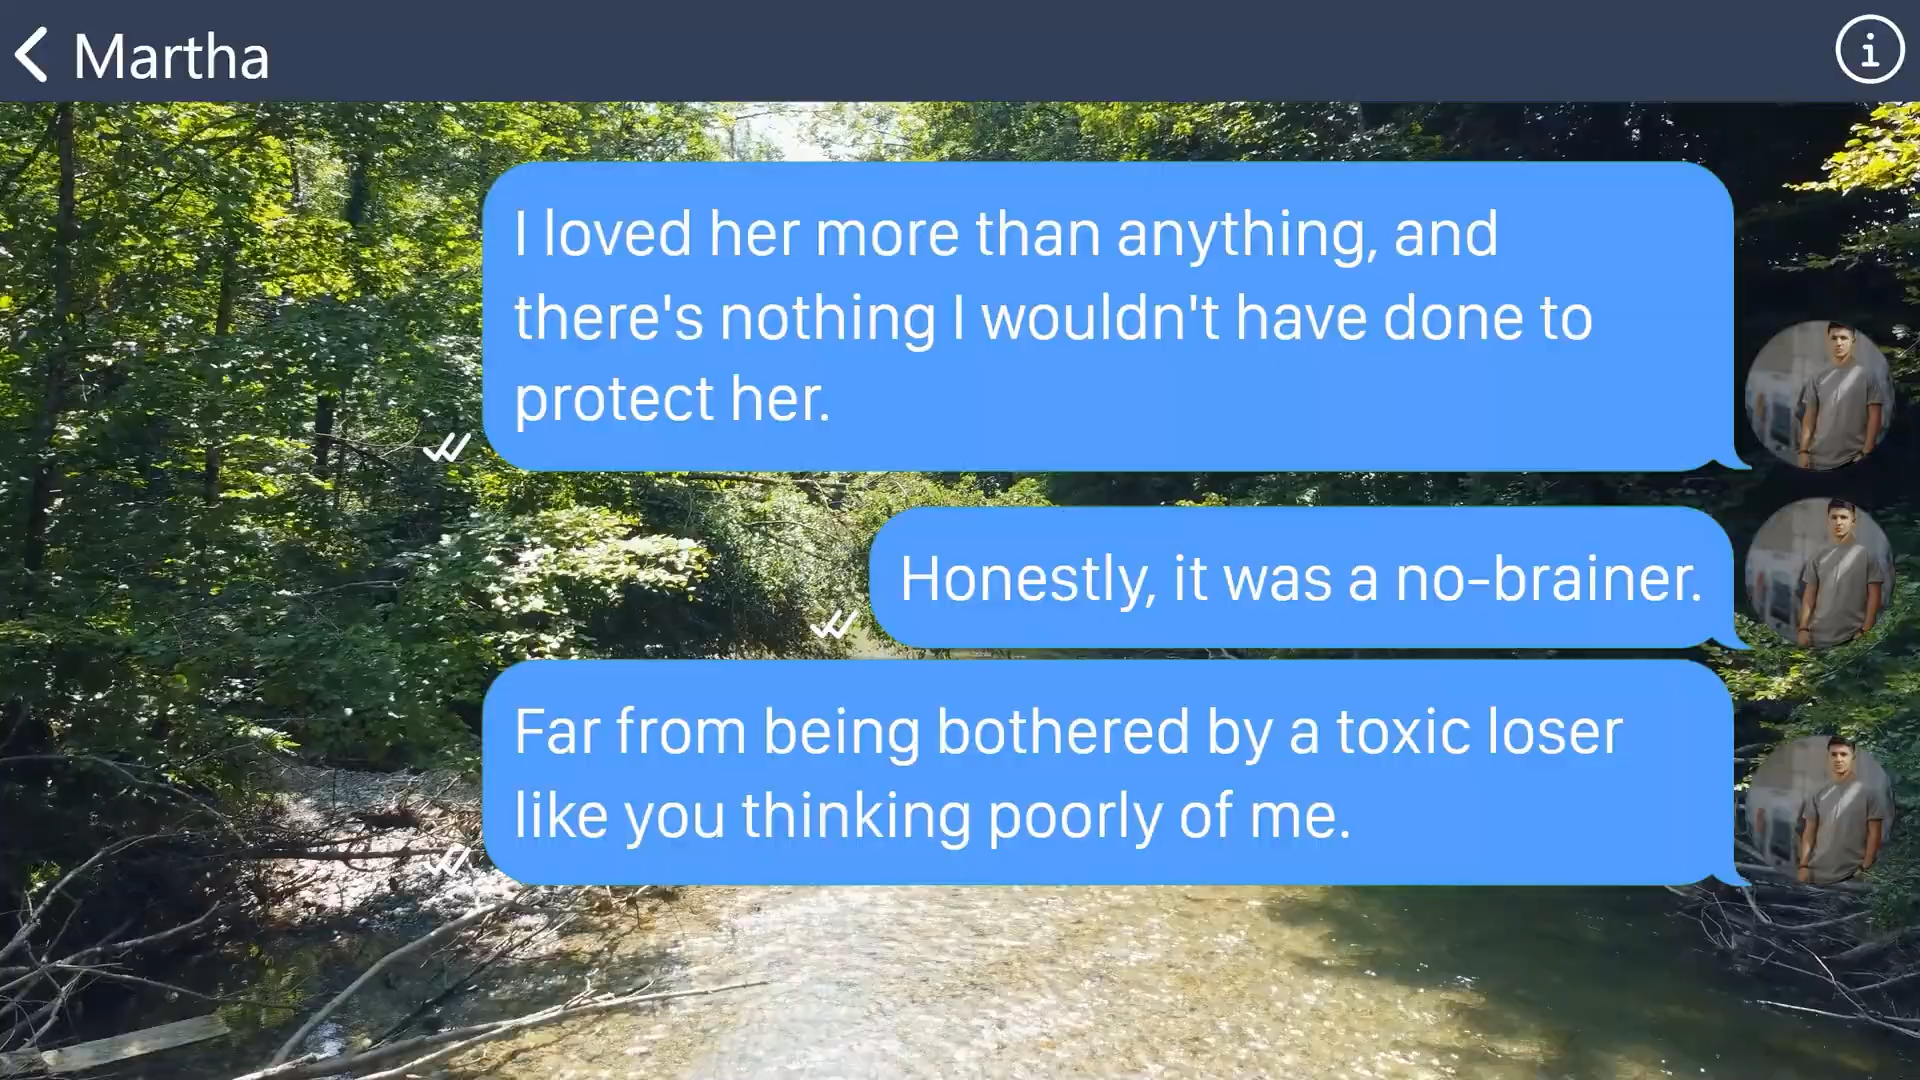 Martha
I loved her more than anything, and
there's nothing I wouldn't have done to
protect her.
Honestly, it was a no-brainer.
Far from being bothered by a toxic loser
like you thinking poorly of me.